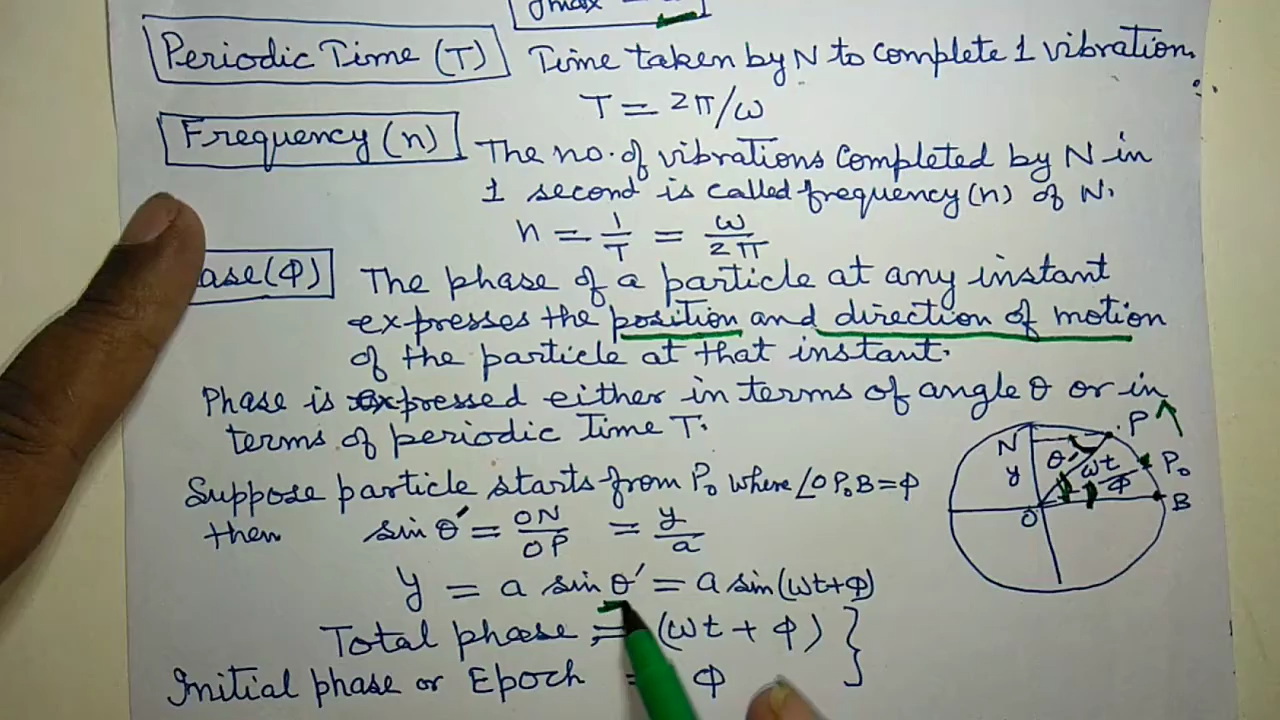 Periodic Time (T) Time taken by N to complete 1 vibration.
T = 2π/ω
Frequency (n) The no. of vibrations completed by N in
1 second is called frequency (n) of N.
n = 1/T = ω/2π
ase (φ) The phase of a particle at any instant
expresses the position and direction of motion
of the particle at that instant.
Phase is expressed either in terms of angle θ or in
terms of periodic Time T.
Suppose particle starts from P₀ where ∠OP₀B = φ
then sin θ' = ON/OP = y/a
y = a sin θ' = a sin(ωt+φ)
Total phase = (ωt + φ)
Initial phase or Epoch = φ
N P
θ' ωt P₀
y φ
O B